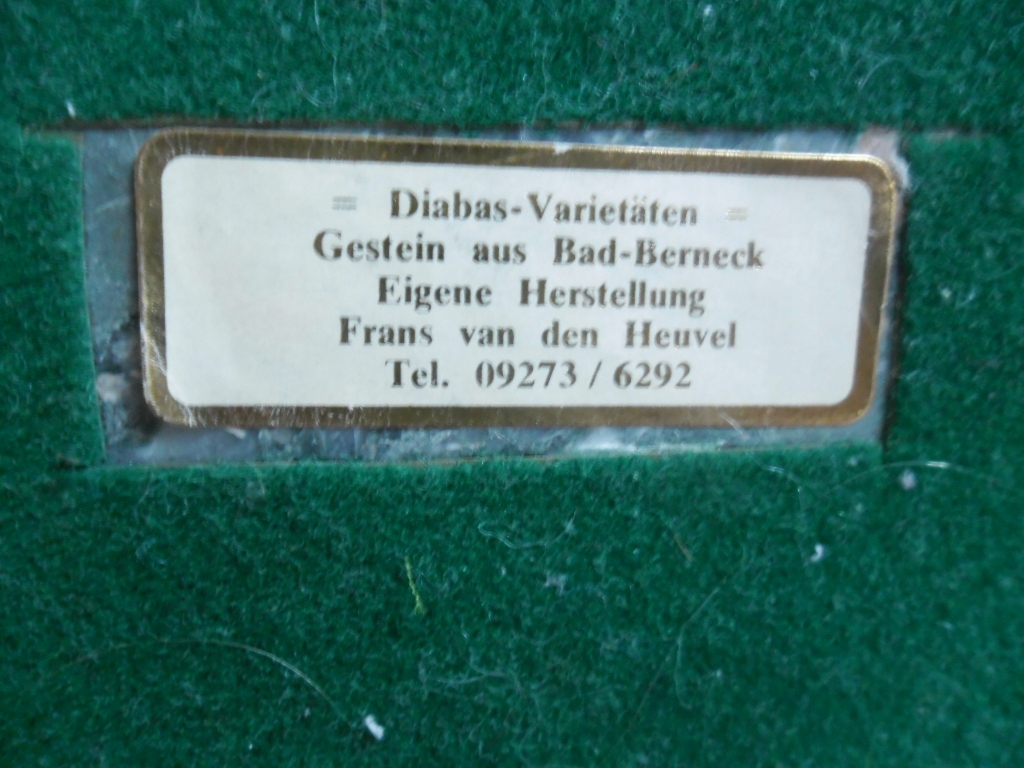 = Diabas-Varietäten =
Gestein aus Bad-Berneck
Eigene Herstellung
Frans van den Heuvel
Tel. 09273 / 6292